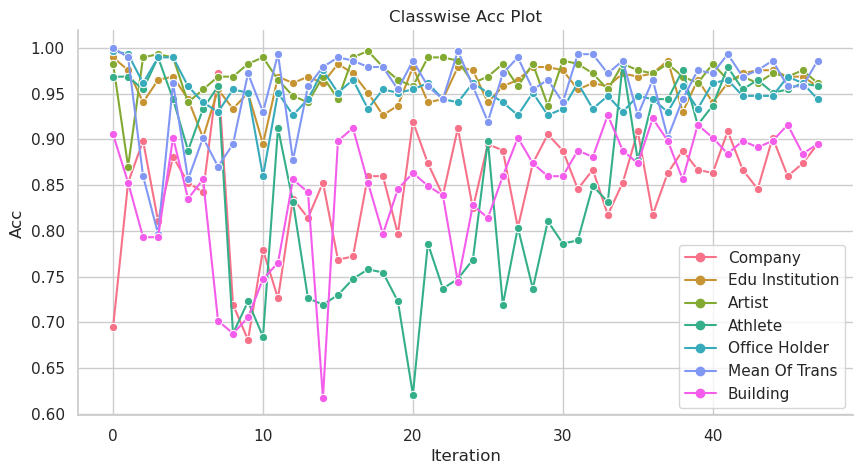 Classwise Acc Plot
1.00
0.95
0.90
0.85
0.80
0.75
0.70
0.65
0.60
Acc
0 10 20 30 40
Iteration
Company
Edu Institution
Artist
Athlete
Office Holder
Mean Of Trans
Building